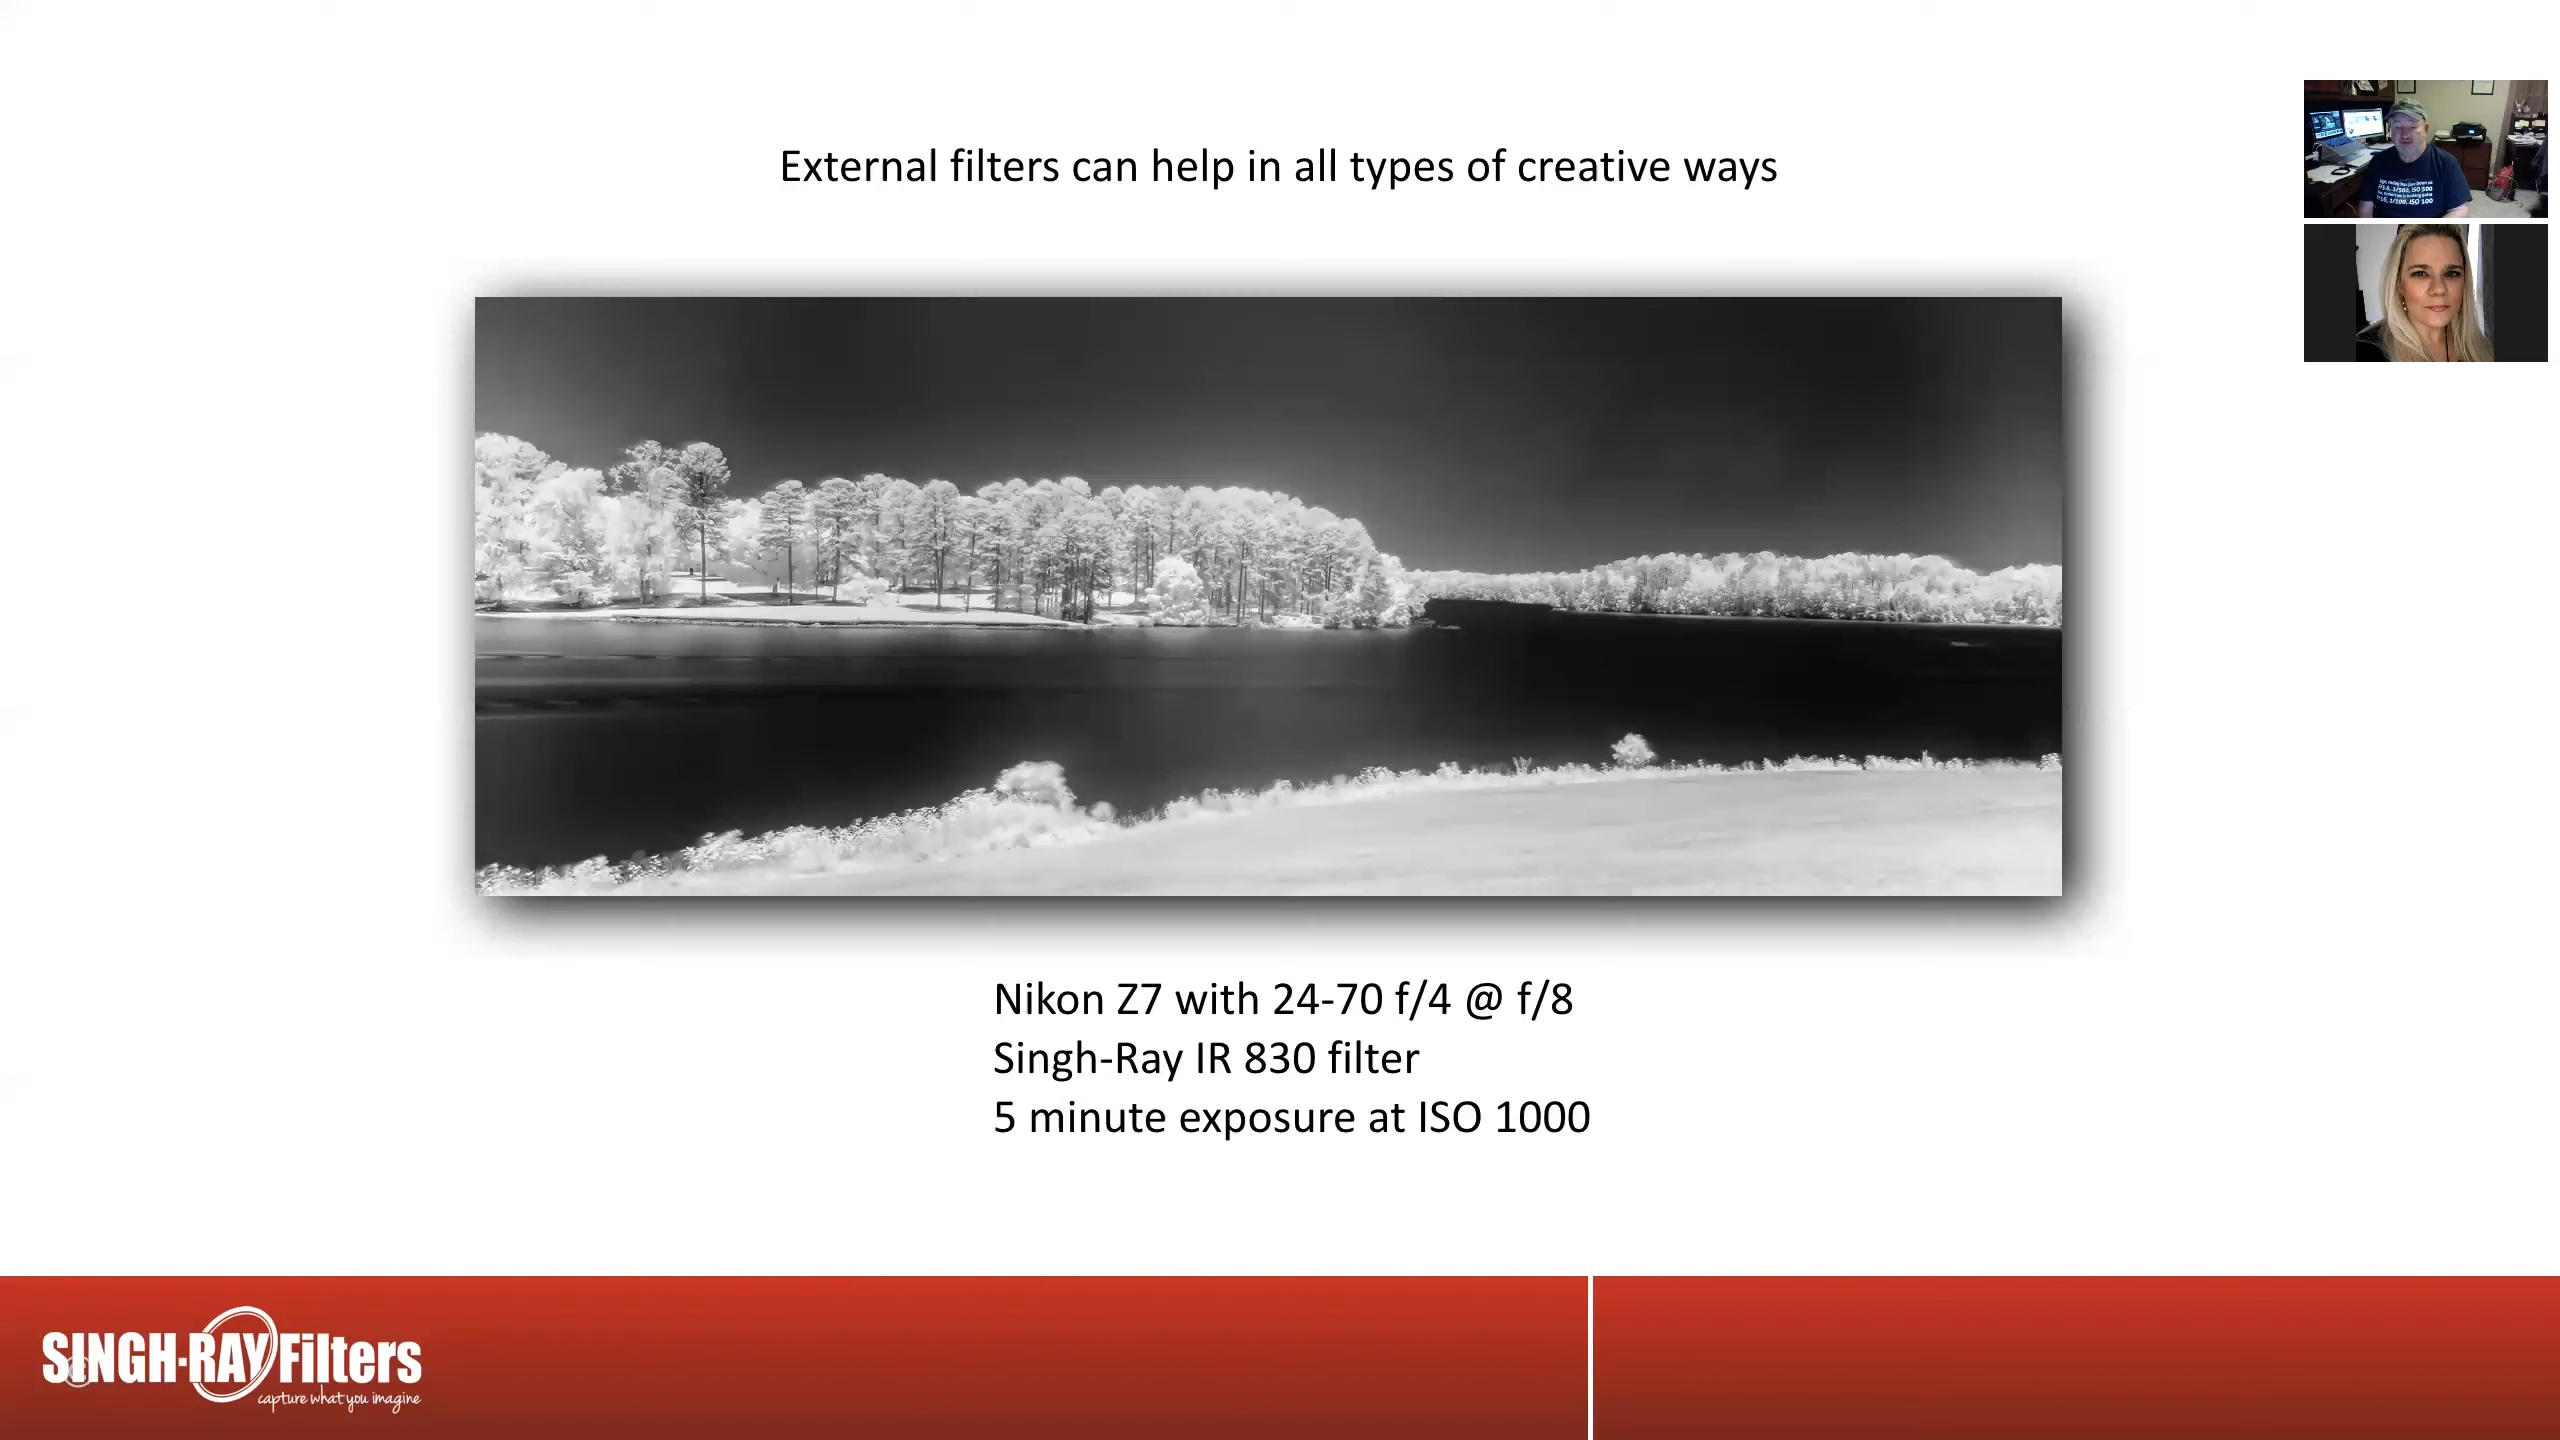 External filters can help in all types of creative ways
Nikon Z7 with 24-70 f/4 @ f/8
Singh-Ray IR 830 filter
5 minute exposure at ISO 1000
SINGH-RAY Filters
capture what you imagine